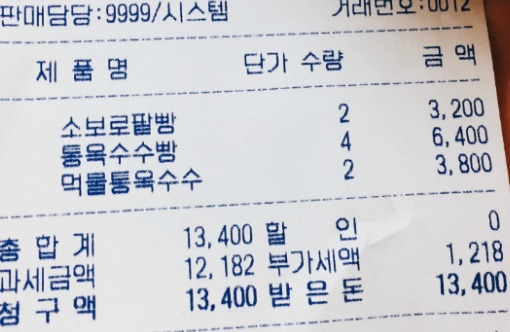 판매담당:9999/시스템 거래번호:0012
제 품 명 단가 수량 금 액
소보로팥빵 2 3,200
통옥수수빵 4 6,400
먹물통옥수수 2 3,800
총 합 계 13,400 할 인 0
과세금액 12,182 부가세액 1,218
청 구 액 13,400 받 은 돈 13,400